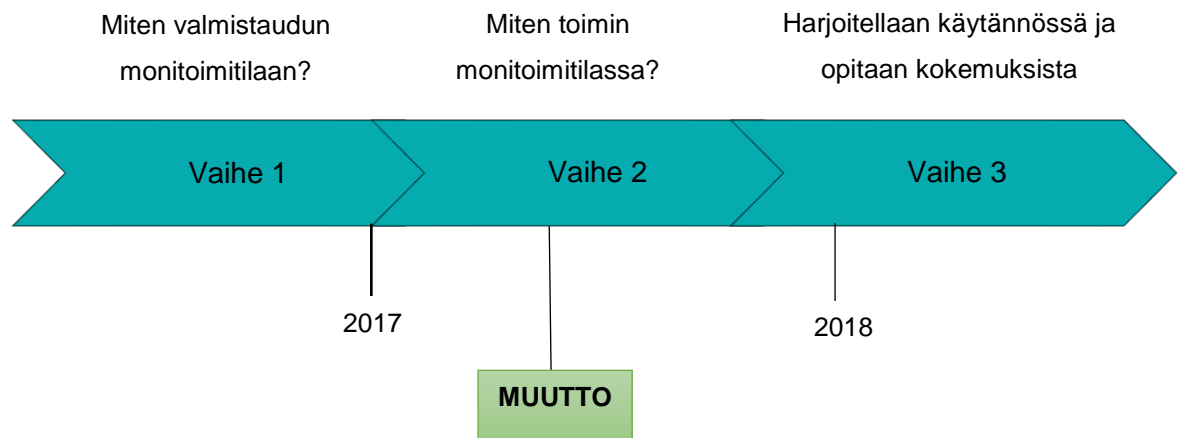 Miten valmistaudun
monitoimitilaan?
Miten toimin
monitoimitilassa?
Harjoitellaan käytännössä ja
opitaan kokemuksista
Vaihe 1
Vaihe 2
Vaihe 3
2017
2018
MUUTTO